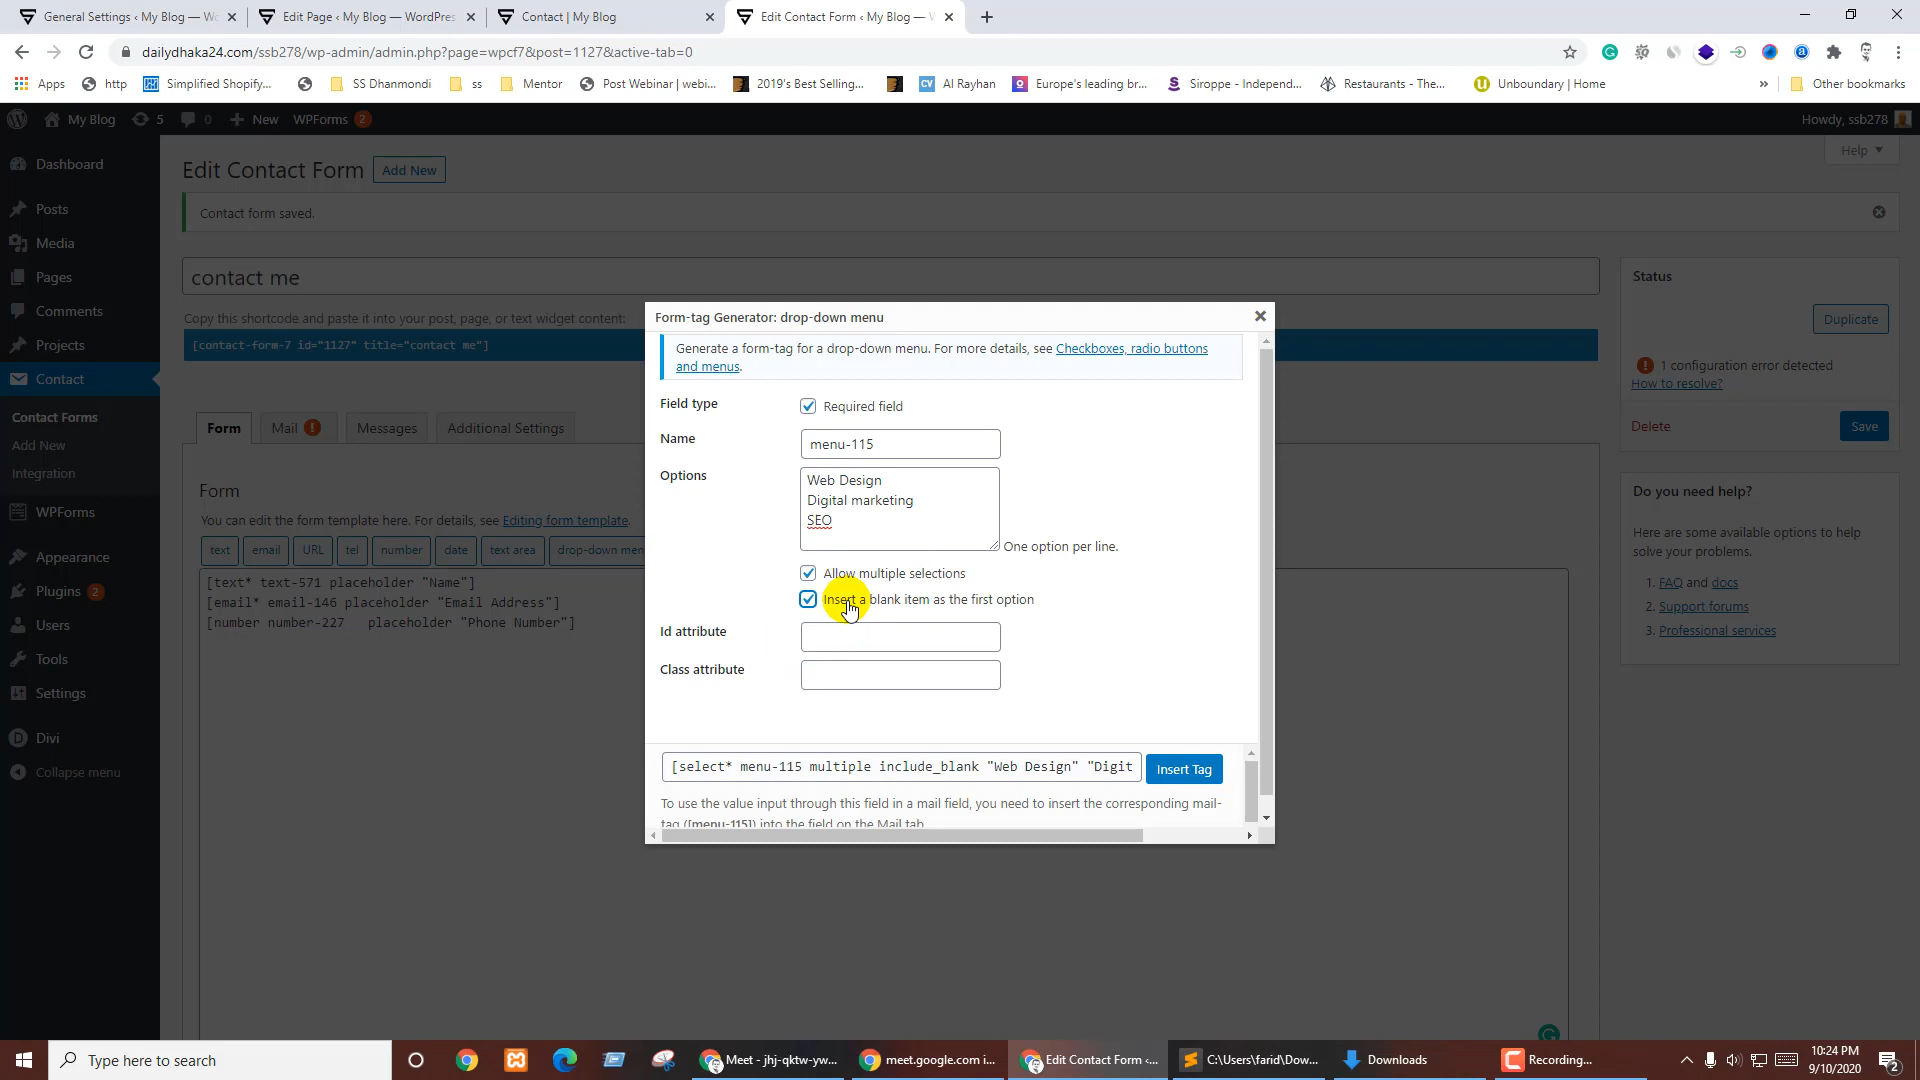 General Settings ‹ My Blog — Wo
Edit Page ‹ My Blog — WordPres
Contact | My Blog
Edit Contact Form ‹ My Blog — W
dailydhaka24.com/ssb278/wp-admin/admin.php?page=wpcf7&post=1127&active-tab=0
Apps
http
Simplified Shopify...
SS Dhanmondi
ss
Mentor
Post Webinar | webi...
2019's Best Selling...
CV
Al Rayhan
Europe's leading br...
Siroppe - Independ...
Restaurants - The...
Unboundary | Home
»
Other bookmarks
My Blog
5
0
New
WPForms 2
Howdy, ssb278
Dashboard
Posts
Media
Pages
Comments
Projects
Contact
Contact Forms
Add New
Integration
WPForms
Appearance
Plugins 2
Users
Tools
Settings
Divi
Collapse menu
Edit Contact Form
Add New
Help
Contact form saved.
contact me
Copy this shortcode and paste it into your post, page, or text widget content:
[contact-form-7 id="1127" title="contact me"]
Form
Mail
Messages
Additional Settings
Form
You can edit the form template here. For details, see Editing form template.
text
email
URL
tel
number
date
text area
drop-down men
[text* text-571 placeholder "Name"]
[email* email-146 placeholder "Email Address"]
[number number-227 placeholder "Phone Number"]
Form-tag Generator: drop-down menu
Generate a form-tag for a drop-down menu. For more details, see Checkboxes, radio buttons
and menus.
Field type
Required field
Name
menu-115
Options
Web Design
Digital marketing
SEO
One option per line.
Allow multiple selections
Insert a blank item as the first option
Id attribute
Class attribute
[select* menu-115 multiple include_blank "Web Design" "Digit
Insert Tag
To use the value input through this field in a mail field, you need to insert the corresponding mail-
tag ([menu-115]) into the field on the Mail tab.
Status
Duplicate
1 configuration error detected
How to resolve?
Delete
Save
Do you need help?
Here are some available options to help
solve your problems.
1. FAQ and docs
2. Support forums
3. Professional services
Type here to search
Meet - jhj-qktw-yw...
meet.google.com i...
Edit Contact Form ‹...
C:\Users\farid\Dow...
Downloads
Recording...
10:24 PM
9/10/2020
2